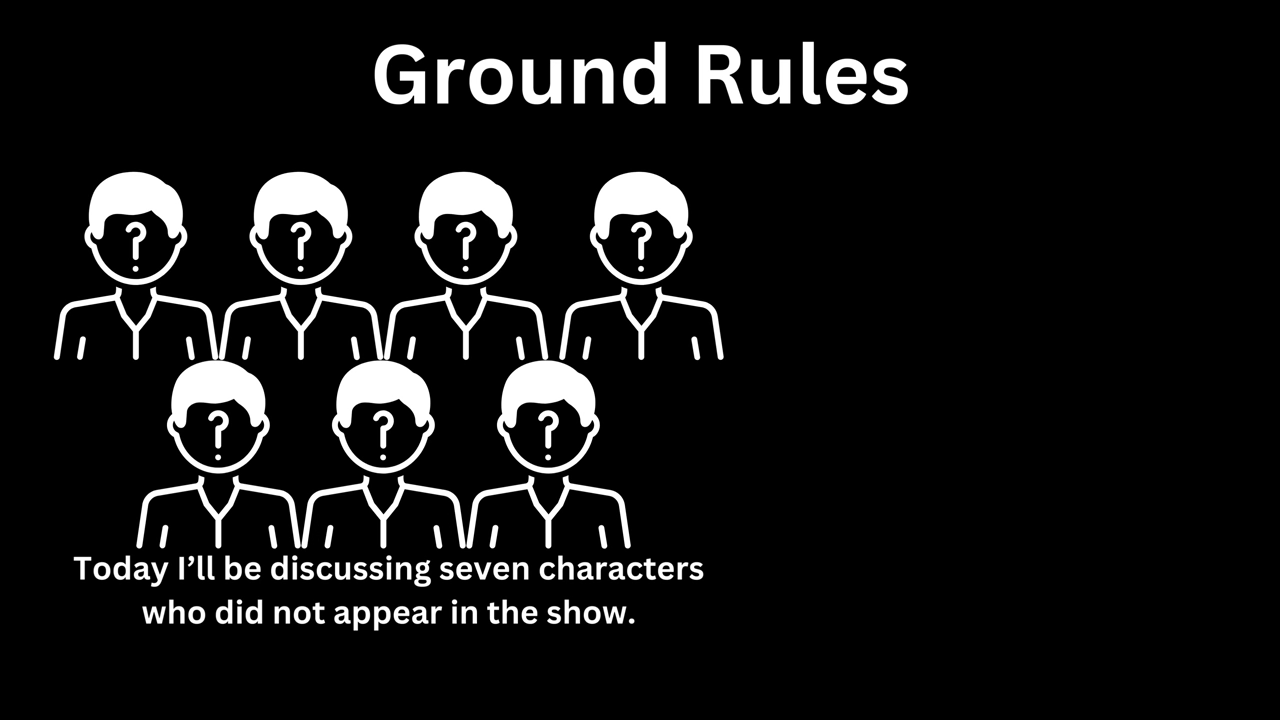 Ground Rules
? ? ? ?
? ? ?
Today I’ll be discussing seven characters
who did not appear in the show.